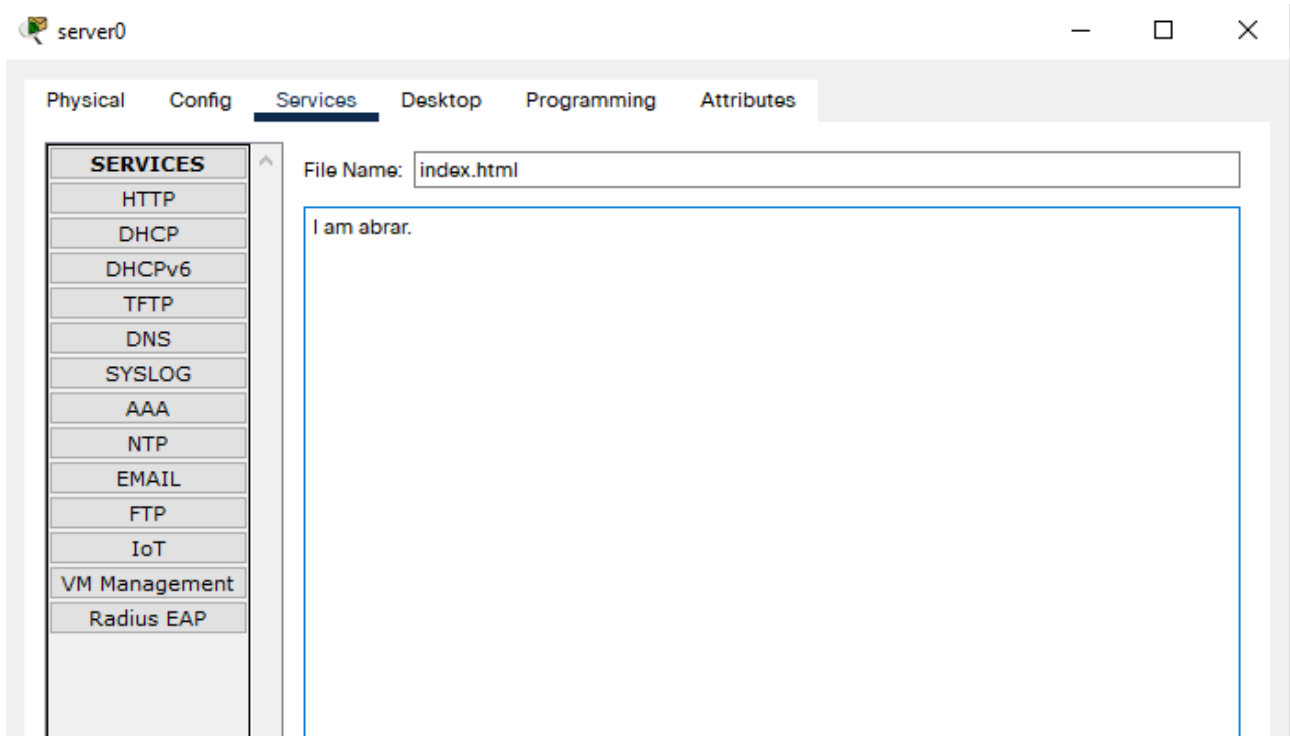 server0
Physical Config Services Desktop Programming Attributes
SERVICES
HTTP
DHCP
DHCPv6
TFTP
DNS
SYSLOG
AAA
NTP
EMAIL
FTP
IoT
VM Management
Radius EAP
File Name: index.html
I am abrar.